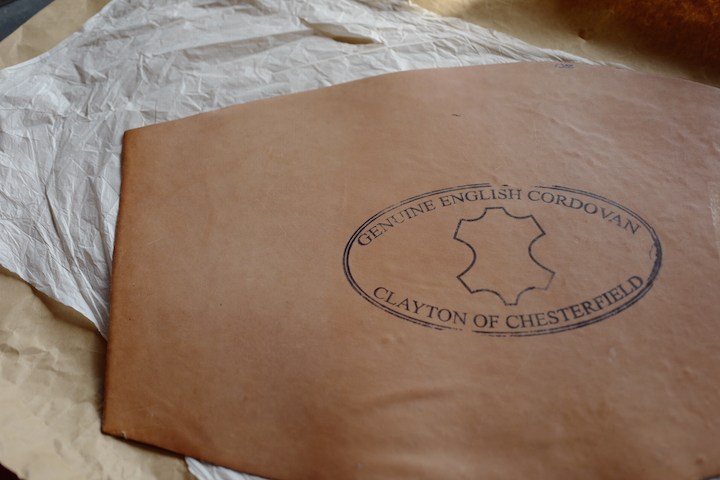 GENUINE ENGLISH CORDOVAN
CLAYTON OF CHESTERFIELD